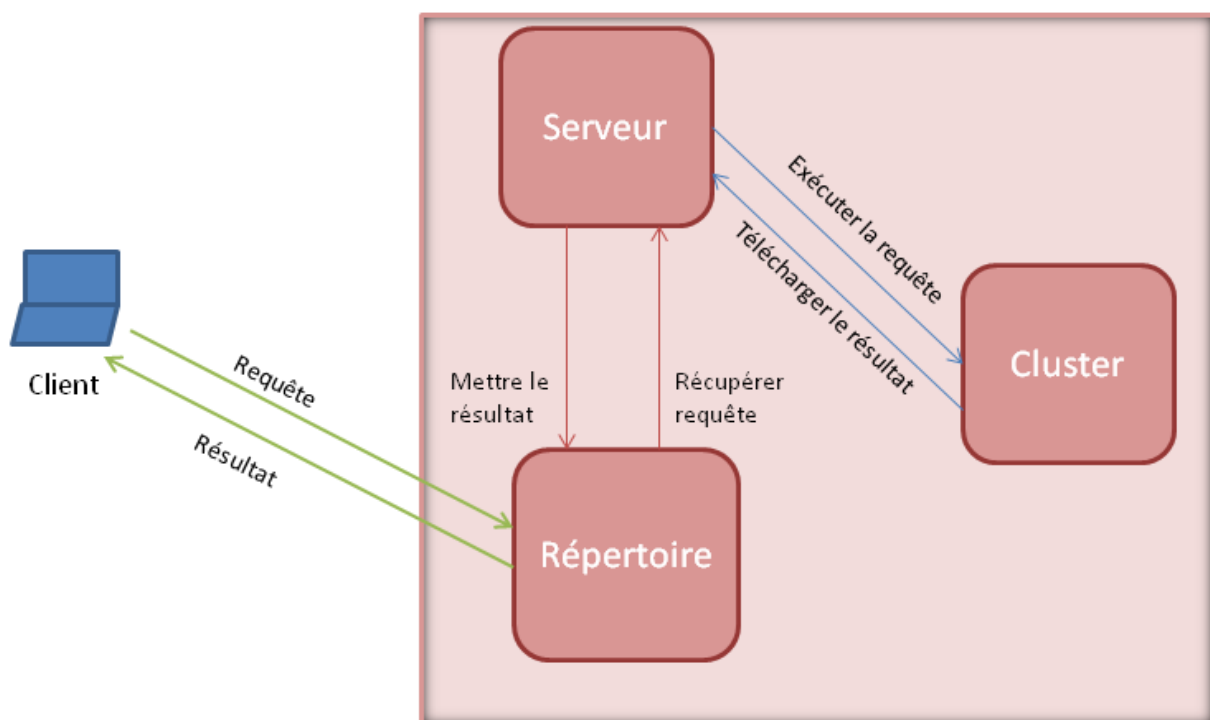 Serveur
Exécuter la requête
Télécharger le résultat
Cluster
Client
Requête
Résultat
Mettre le
résultat
Récupérer
requête
Répertoire